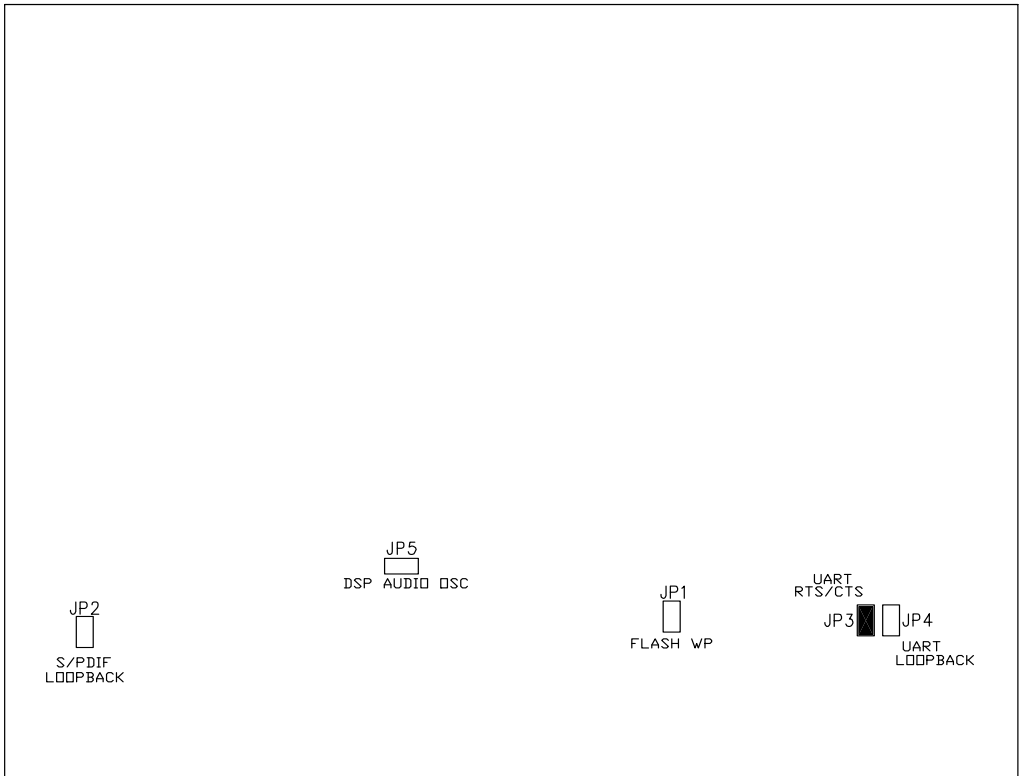 JP5
DSP AUDIO OSC
JP2
S/PDIF
LOOPBACK
JP1
FLASH WP
UART
RTS/CTS
JP3
JP4
UART
LOOPBACK